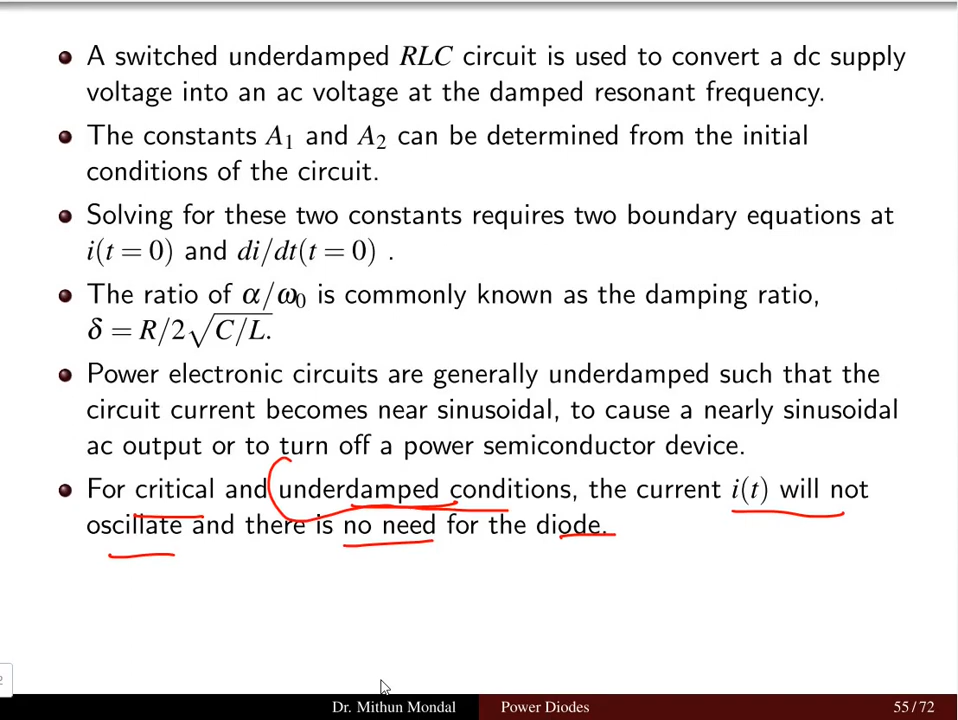 A switched underdamped RLC circuit is used to convert a dc supply
voltage into an ac voltage at the damped resonant frequency.
The constants A₁ and A₂ can be determined from the initial
conditions of the circuit.
Solving for these two constants requires two boundary equations at
i(t = 0) and di/dt(t = 0) .
The ratio of α/ω₀ is commonly known as the damping ratio,
δ = R/2√C/L.
Power electronic circuits are generally underdamped such that the
circuit current becomes near sinusoidal, to cause a nearly sinusoidal
ac output or to turn off a power semiconductor device.
For critical and underdamped conditions, the current i(t) will not
oscillate and there is no need for the diode.
2
Dr. Mithun Mondal Power Diodes 55 / 72